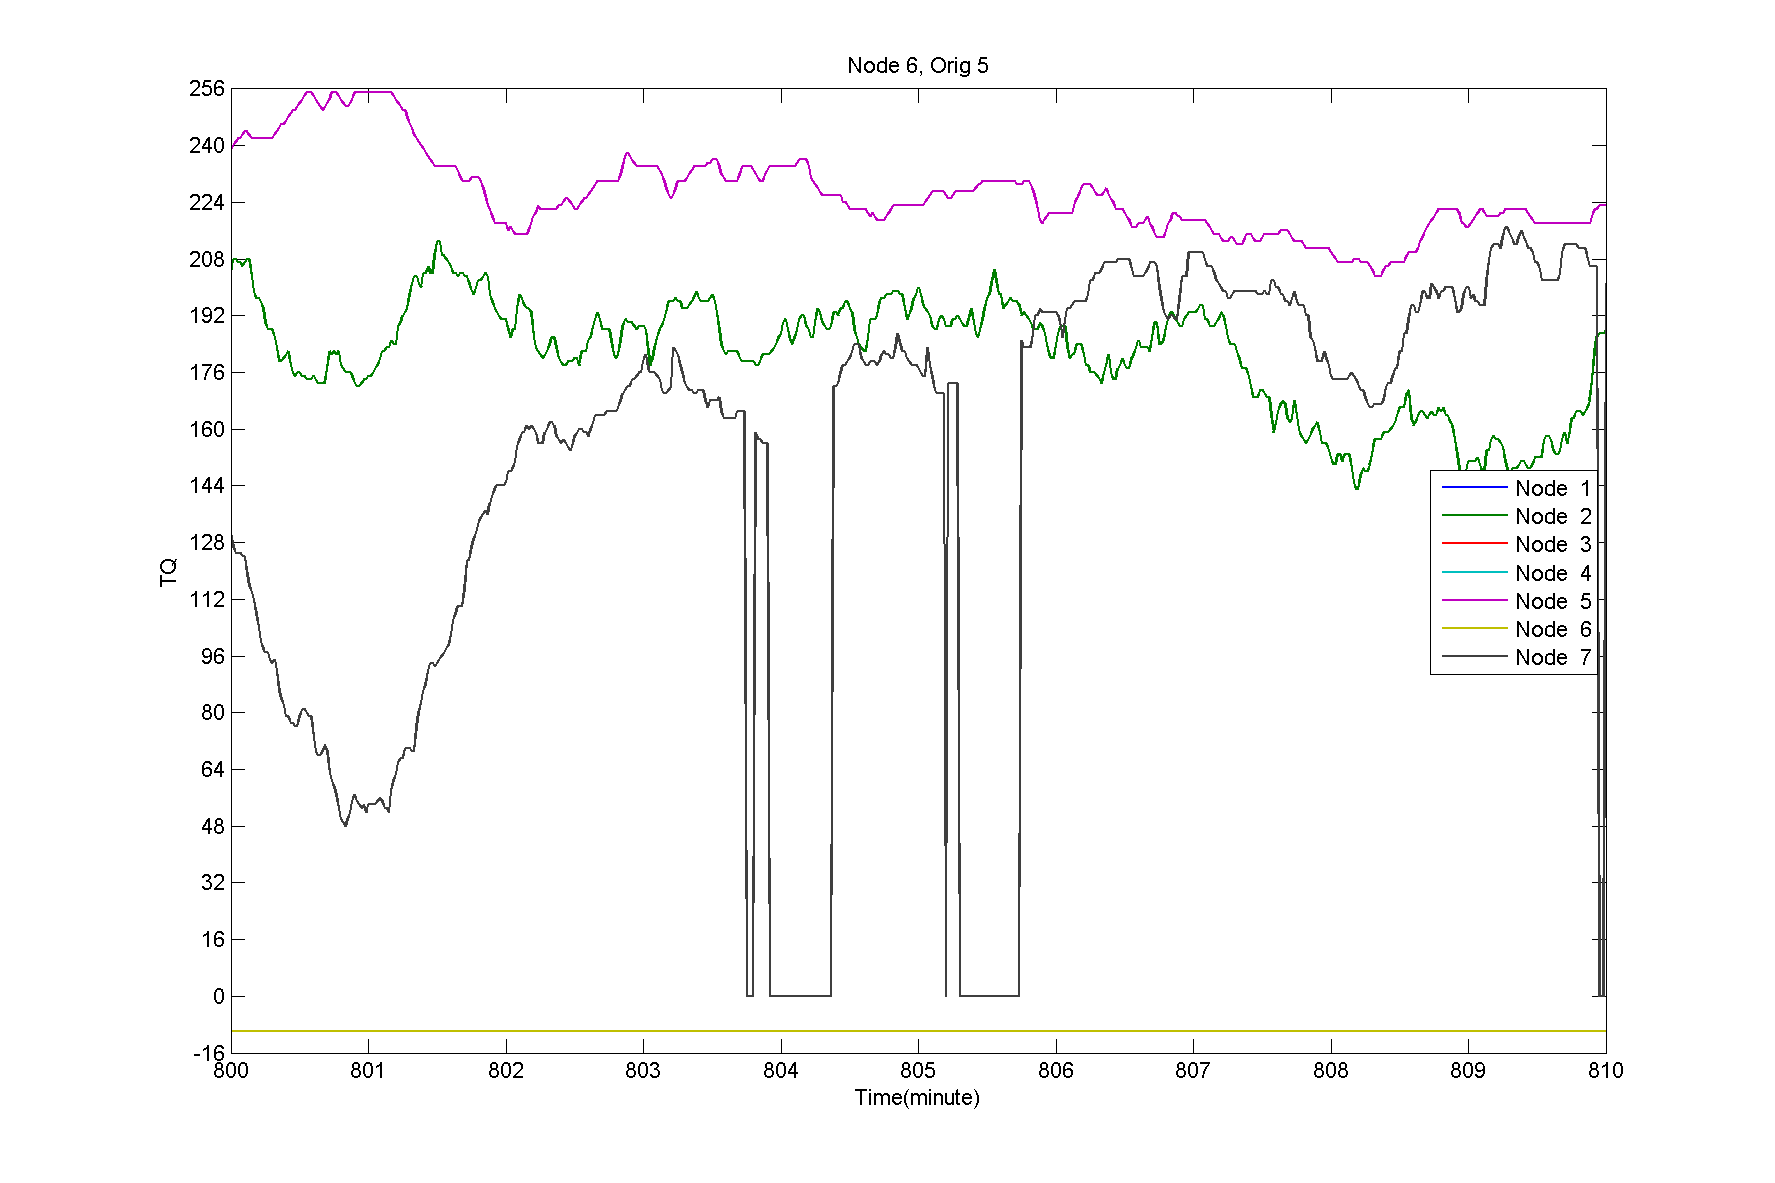 Node 6, Orig 5
256
240
224
208
192
176
160
144
128
112
96
80
64
48
32
16
0
-16
TQ
Node 1
Node 2
Node 3
Node 4
Node 5
Node 6
Node 7
800 801 802 803 804 805 806 807 808 809 810
Time(minute)